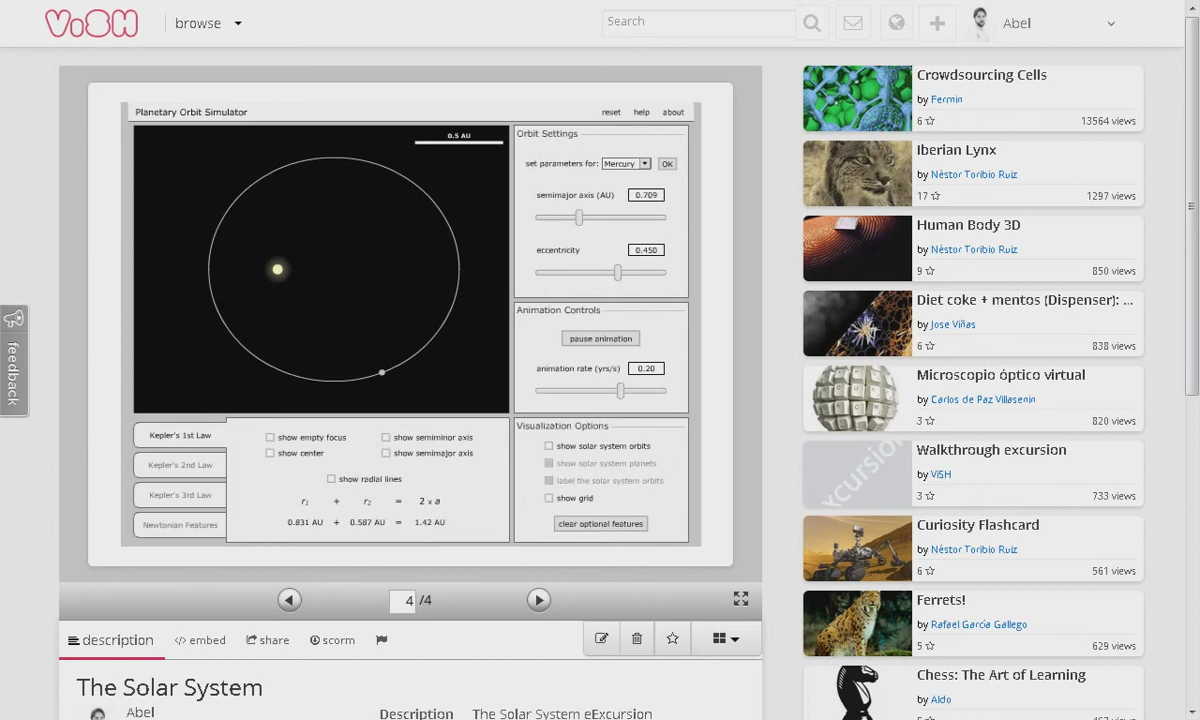 ViSH
browse
Search
Abel
Planetary Orbit Simulator
reset help about
0.5 AU
Orbit Settings
set parameters for: Mercury OK
semimajor axis (AU) 0.709
eccentricity 0.450
Animation Controls
pause animation
animation rate (yrs/s) 0.20
Visualization Options
show solar system orbits
show solar system planets
label the solar system orbits
show grid
clear optional features
Kepler's 1st Law
Kepler's 2nd Law
Kepler's 3rd Law
Newtonian Features
show empty focus
show semiminor axis
show center
show semimajor axis
show radial lines
r₁ + r₂ = 2 x a
0.831 AU + 0.587 AU = 1.42 AU
4 /4
description
</> embed
share
scorm
The Solar System
Abel
Description The Solar System eExcursion
feedback
Crowdsourcing Cells
by Fermin
6 13564 views
Iberian Lynx
by Néstor Toribio Ruiz
17 1297 views
Human Body 3D
by Néstor Toribio Ruiz
9 850 views
Diet coke + mentos (Dispenser): ...
by Jose Viñas
6 838 views
Microscopio óptico virtual
by Carlos de Paz Villasenin
3 820 views
excursion
Walkthrough excursion
by ViSH
3 733 views
Curiosity Flashcard
by Néstor Toribio Ruiz
6 561 views
Ferrets!
by Rafael García Gallego
5 629 views
Chess: The Art of Learning
by Aldo